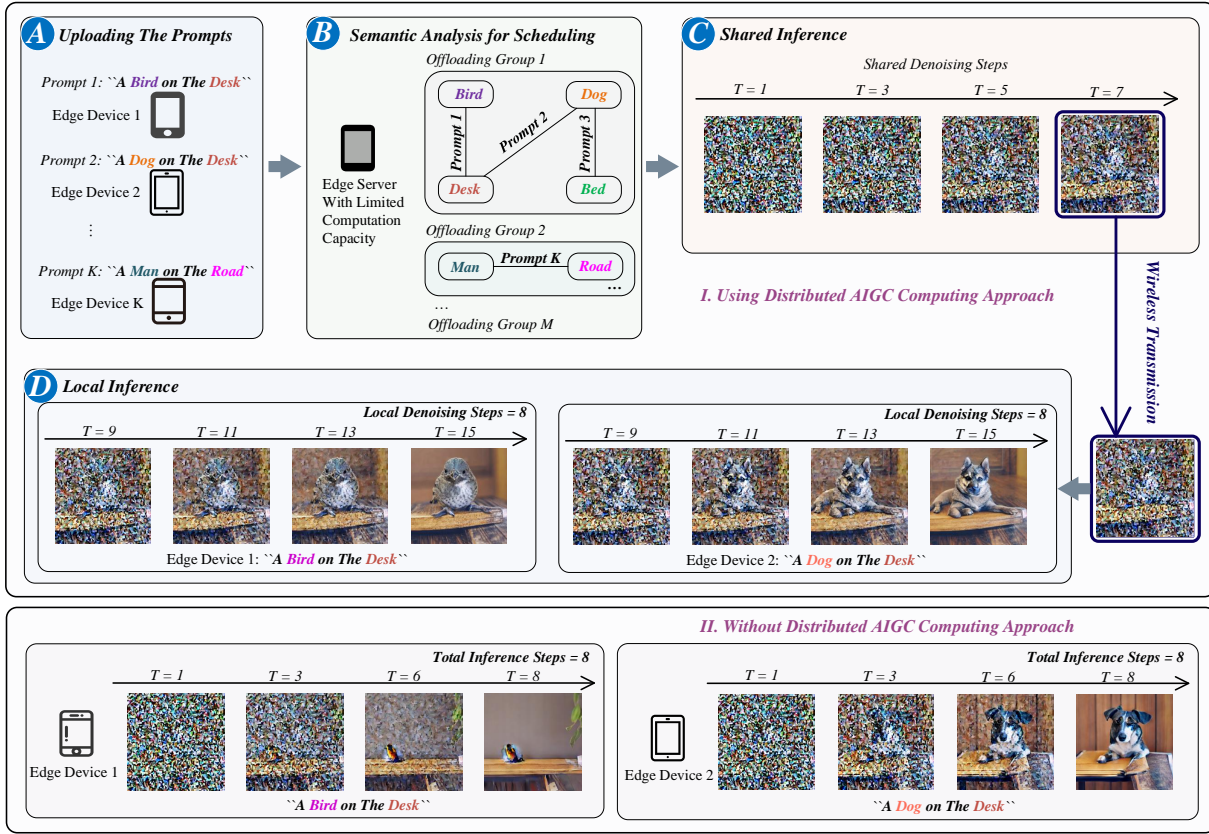 A Uploading The Prompts
Prompt 1: ``A Bird on The Desk``
Edge Device 1
Prompt 2: ``A Dog on The Desk``
Edge Device 2
⋮
Prompt K: ``A Man on The Road``
Edge Device K
B Semantic Analysis for Scheduling
Offloading Group 1
Bird
Dog
Prompt 1
Prompt 2
Prompt 3
Desk
Bed
Edge Server
With Limited
Computation
Capacity
Offloading Group 2
Man
Prompt K
Road
...
...
Offloading Group M
C Shared Inference
Shared Denoising Steps
T = 1
T = 3
T = 5
T = 7
I. Using Distributed AIGC Computing Approach
Wireless Transmission
D Local Inference
Local Denoising Steps = 8
T = 9
T = 11
T = 13
T = 15
Edge Device 1: ``A Bird on The Desk``
Local Denoising Steps = 8
T = 9
T = 11
T = 13
T = 15
Edge Device 2: ``A Dog on The Desk``
II. Without Distributed AIGC Computing Approach
Total Inference Steps = 8
T = 1
T = 3
T = 6
T = 8
Edge Device 1
``A Bird on The Desk``
Total Inference Steps = 8
T = 1
T = 3
T = 6
T = 8
Edge Device 2
``A Dog on The Desk``